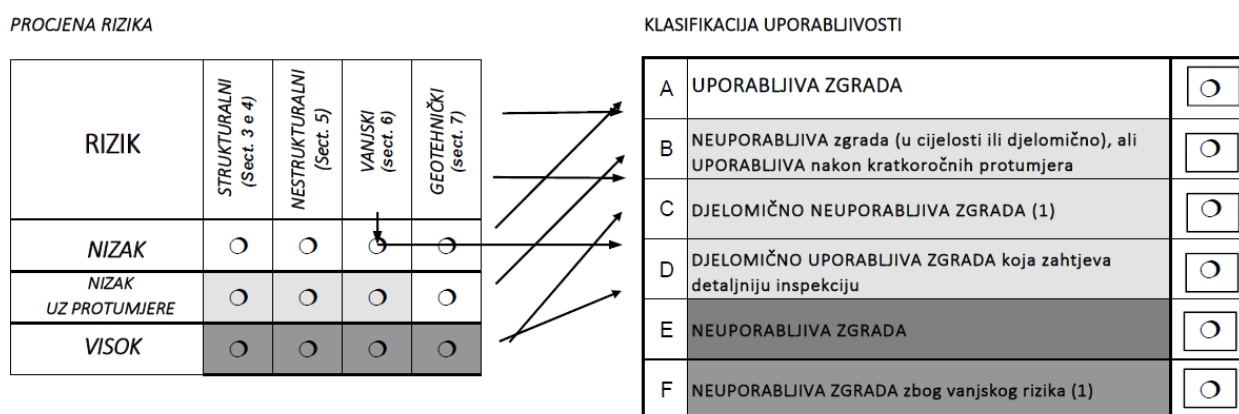 PROCJENA RIZIKA
KLASIFIKACIJA UPORABLJIVOSTI
RIZIK
STRUKTURALNI
(Sect. 3 e 4)
NESTRUKTURALNI
(Sect. 5)
VANJSKI
(sect. 6)
GEOTEHNIČKI
(sect. 7)
NIZAK
NIZAK
UZ PROTUMJERE
VISOK
A UPORABLJIVA ZGRADA
B NEUPORABLJIVA zgrada (u cijelosti ili djelomično), ali
UPORABLJIVA nakon kratkoročnih protumjera
C DJELOMIČNO NEUPORABLJIVA ZGRADA (1)
D DJELOMIČNO UPORABLJIVA ZGRADA koja zahtjeva
detaljniju inspekciju
E NEUPORABLJIVA ZGRADA
F NEUPORABLJIVA ZGRADA zbog vanjskog rizika (1)